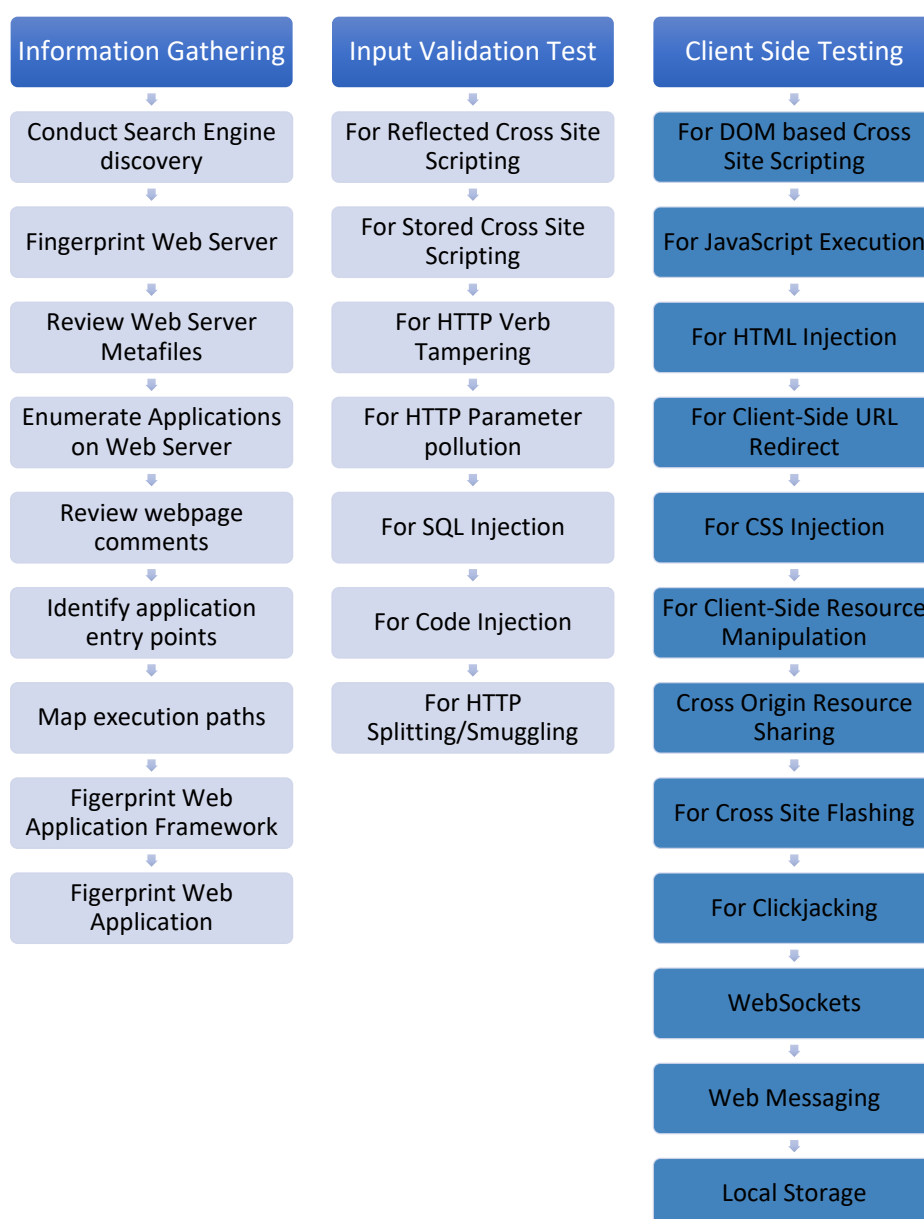 Information Gathering
Conduct Search Engine
discovery
Fingerprint Web Server
Review Web Server
Metafiles
Enumerate Applications
on Web Server
Review webpage
comments
Identify application
entry points
Map execution paths
Figerprint Web
Application Framework
Figerprint Web
Application
Input Validation Test
For Reflected Cross Site
Scripting
For Stored Cross Site
Scripting
For HTTP Verb
Tampering
For HTTP Parameter
pollution
For SQL Injection
For Code Injection
For HTTP
Splitting/Smuggling
Client Side Testing
For DOM based Cross
Site Scripting
For JavaScript Execution
For HTML Injection
For Client-Side URL
Redirect
For CSS Injection
For Client-Side Resource
Manipulation
Cross Origin Resource
Sharing
For Cross Site Flashing
For Clickjacking
WebSockets
Web Messaging
Local Storage